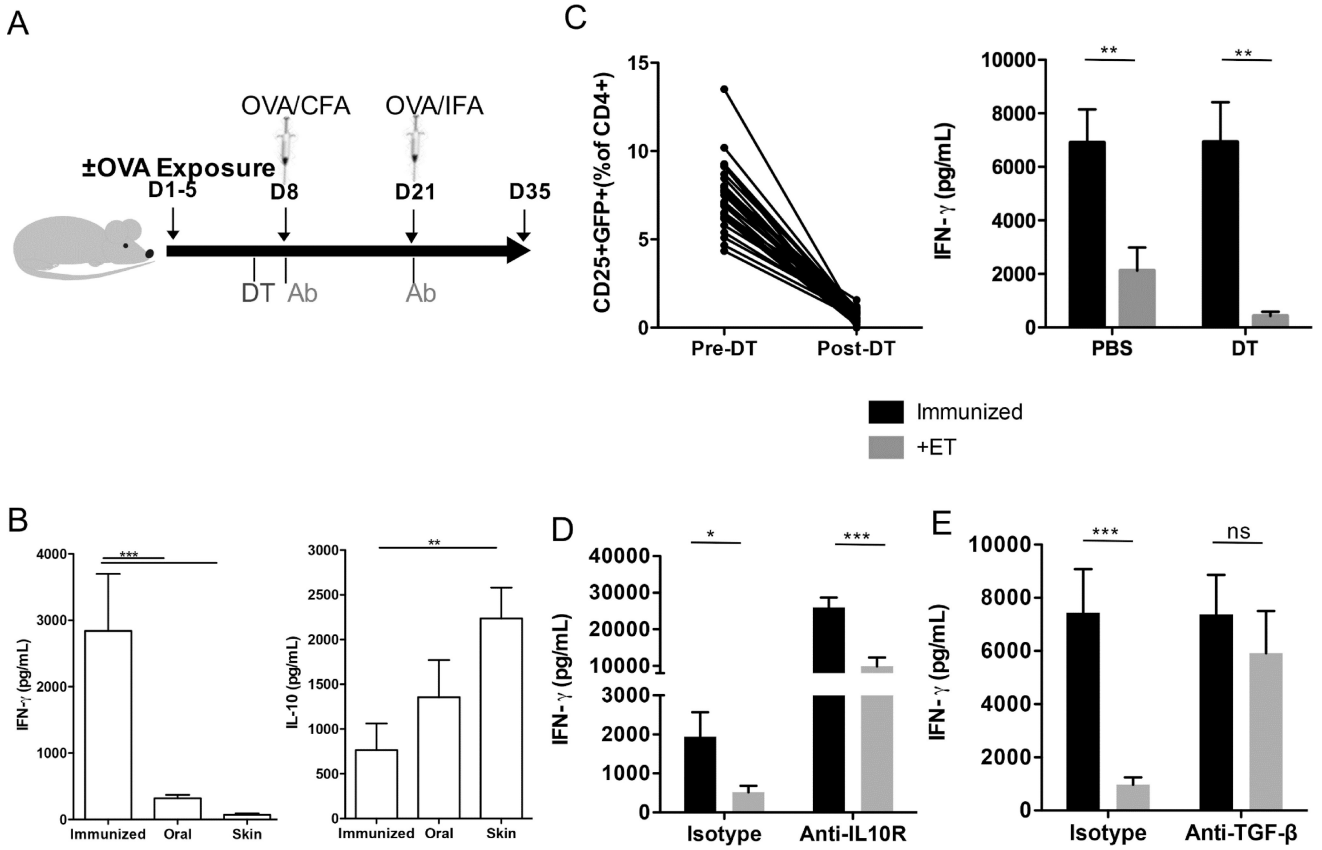 A
OVA/CFA OVA/IFA
±OVA Exposure
D1-5 D8 D21 D35
DT Ab Ab
C
CD25+GFP+(%of CD4+)
15
10
5
0
Pre-DT Post-DT
IFN- γ (pg/mL)
10000
8000
6000
4000
2000
0
** **
PBS DT
Immunized
+ET
B
IFN-γ (pg/mL)
4000
3000
2000
1000
0
***
Immunized Oral Skin
IL-10 (pg/mL)
3000
2500
2000
1500
1000
500
0
**
Immunized Oral Skin
D
IFN- γ (pg/mL)
40000
30000
20000
10000
3000
2000
1000
0
* ***
Isotype Anti-IL10R
E
IFN- γ (pg/mL)
10000
8000
6000
4000
2000
0
*** ns
Isotype Anti-TGF-β